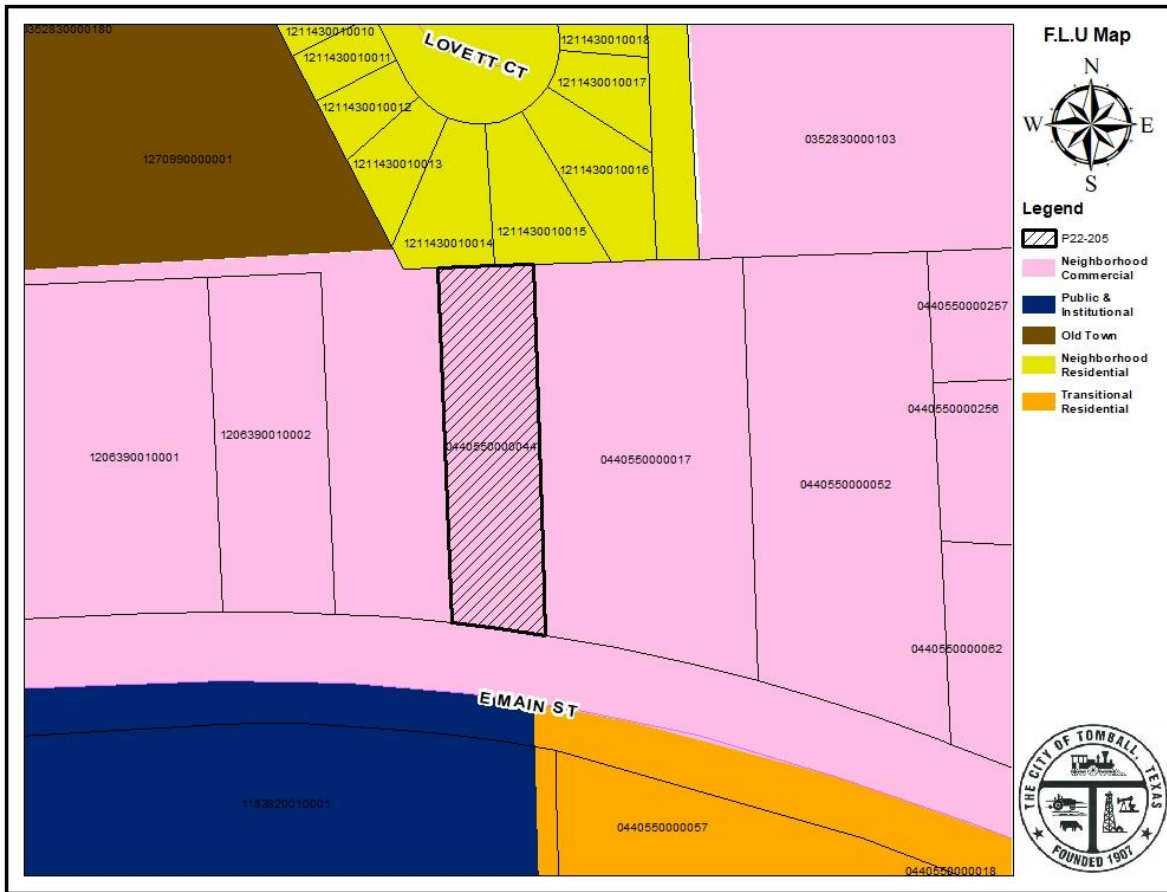 0352830000180
1211430010010
1211430010011
1211430010012
1211430010013
1211430010014
1211430010015
1211430010016
1211430010017
1211430010018
LOVETT CT
1270990000001
0352830000103
0440550000257
0440550000256
0440550000062
1206390010001
1206390010002
0440550000044
0440550000017
0440550000052
E MAIN ST
1183820010001
0440550000057
0440550000018
F.L.U Map
N
W
E
S
Legend
P22-205
Neighborhood
Commercial
Public &
Institutional
Old Town
Neighborhood
Residential
Transitional
Residential
THE CITY OF TOMBALL, TEXAS
T
FOUNDED 1907